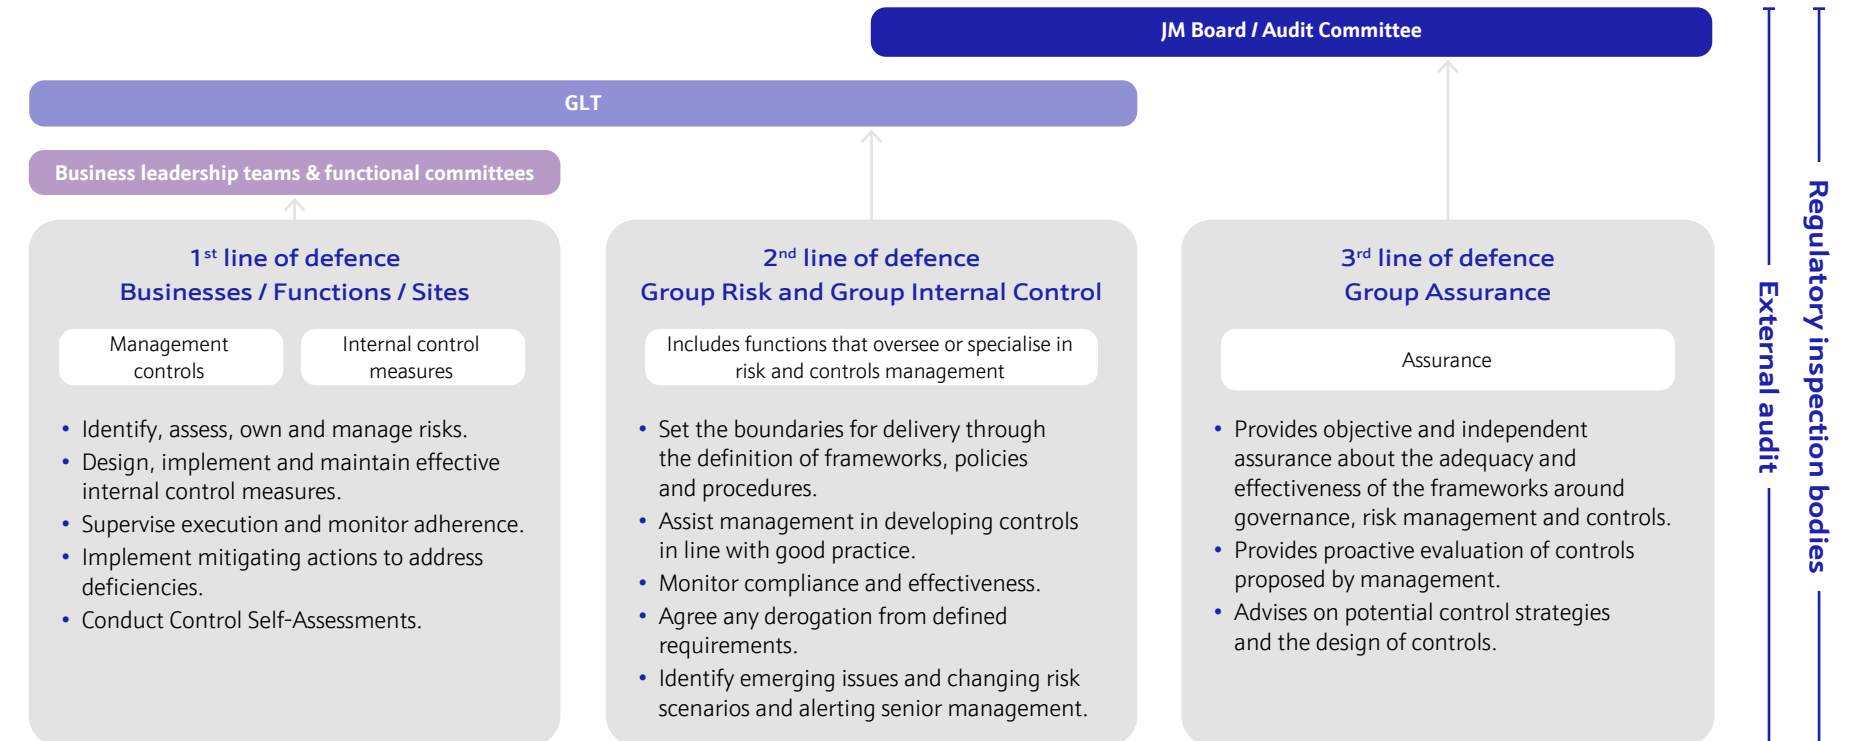 JM Board / Audit Committee
GLT
Business leadership teams & functional committees
1st line of defence
Businesses / Functions / Sites
Management
controls
Internal control
measures
• Identify, assess, own and manage risks.
• Design, implement and maintain effective
internal control measures.
• Supervise execution and monitor adherence.
• Implement mitigating actions to address
deficiencies.
• Conduct Control Self-Assessments.
2nd line of defence
Group Risk and Group Internal Control
Includes functions that oversee or specialise in
risk and controls management
• Set the boundaries for delivery through
the definition of frameworks, policies
and procedures.
• Assist management in developing controls
in line with good practice.
• Monitor compliance and effectiveness.
• Agree any derogation from defined
requirements.
• Identify emerging issues and changing risk
scenarios and alerting senior management.
3rd line of defence
Group Assurance
Assurance
• Provides objective and independent
assurance about the adequacy and
effectiveness of the frameworks around
governance, risk management and controls.
• Provides proactive evaluation of controls
proposed by management.
• Advises on potential control strategies
and the design of controls.
External audit
Regulatory inspection bodies